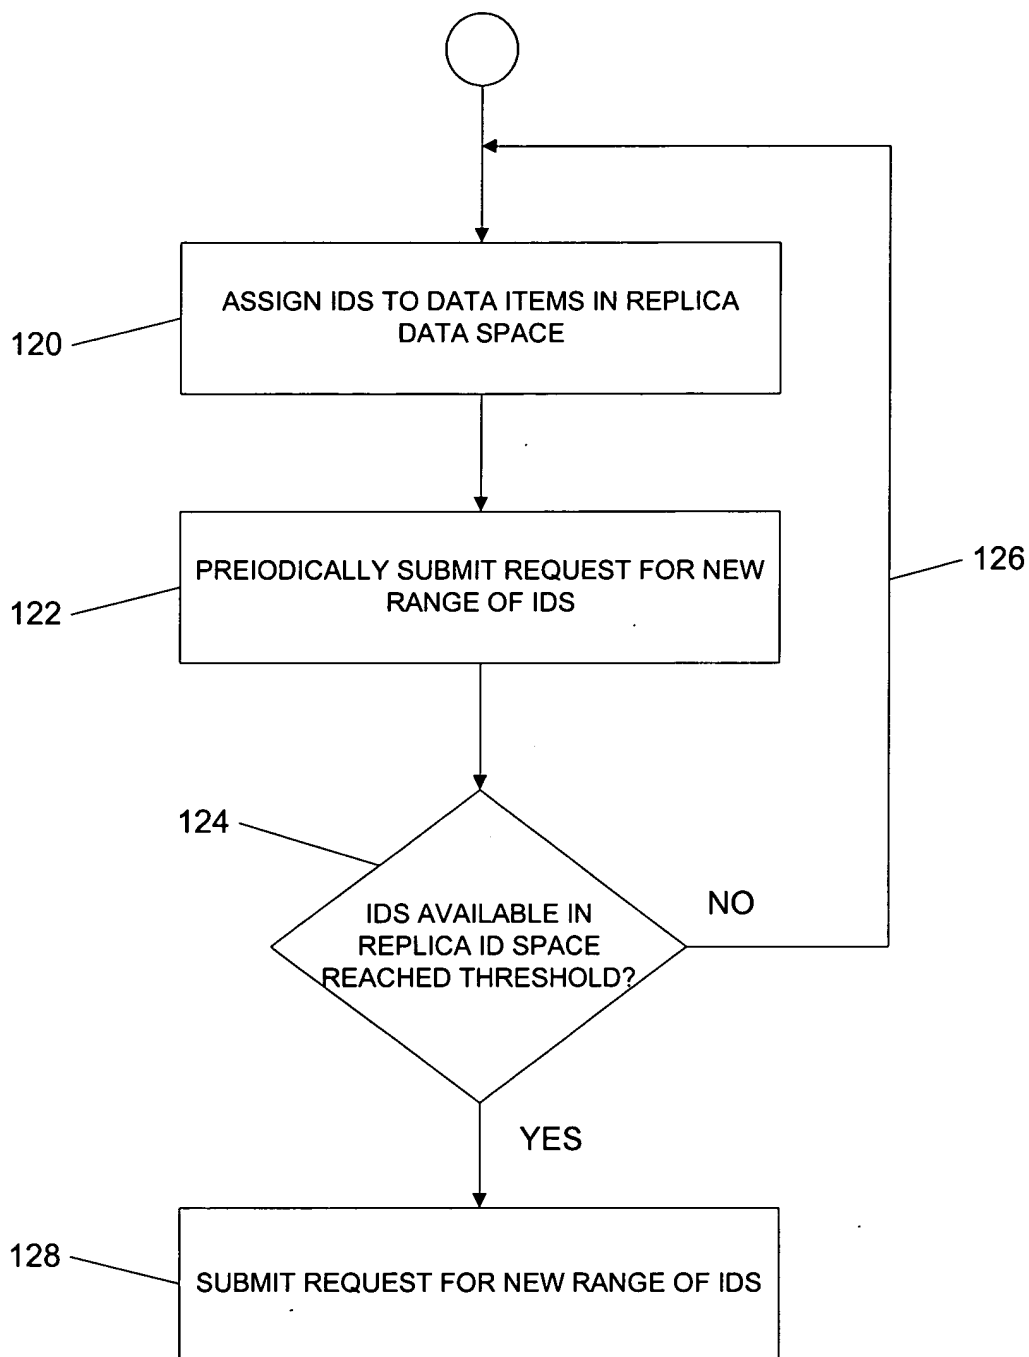 ASSIGN IDS TO DATA ITEMS IN REPLICA
DATA SPACE
120
PREIODICALLY SUBMIT REQUEST FOR NEW
RANGE OF IDS
122
126
124
IDS AVAILABLE IN
REPLICA ID SPACE
REACHED THRESHOLD?
NO
YES
128
SUBMIT REQUEST FOR NEW RANGE OF IDS